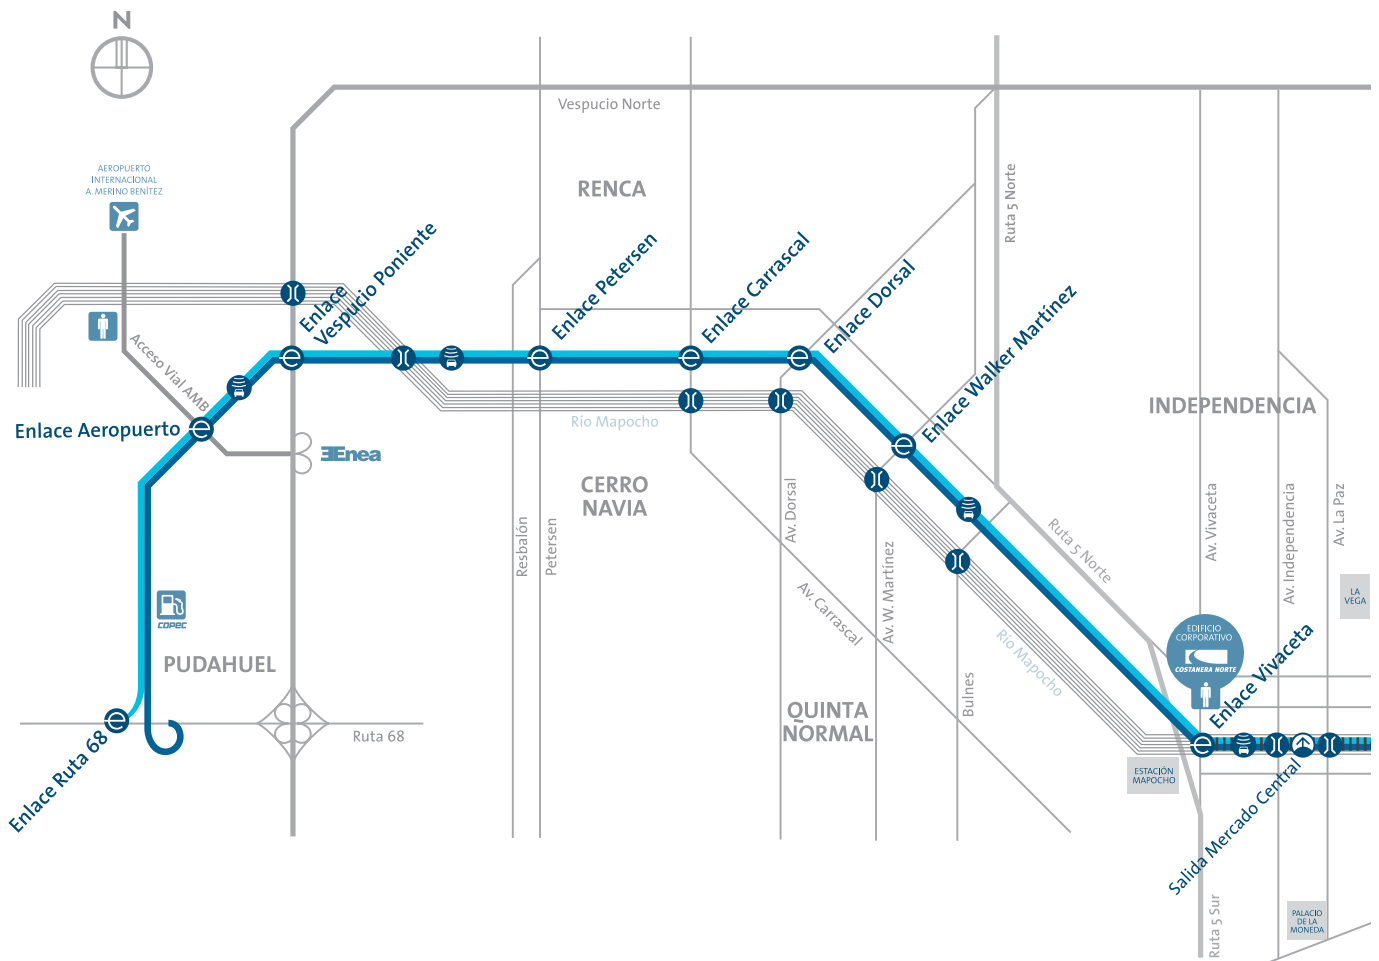 N
Vespucio Norte
AEROPUERTO
INTERNACIONAL
A. MERINO BENÍTEZ
RENCA
Ruta 5 Norte
Enlace
Vespucio Poniente
Enlace Petersen
Enlace Carrascal
Enlace Dorsal
Enlace Walker Martínez
Acceso Vial AMB
Enlace Aeropuerto
Río Mapocho
INDEPENDENCIA
Enea
CERRO
NAVIA
Resbalón
Petersen
Av. Dorsal
Av. W. Martínez
Av. Carrascal
Bulnes
Ruta 5 Norte
Río Mapocho
Av. Vivaceta
Av. Independencia
Av. La Paz
LA
VEGA
COPEC
PUDAHUEL
EDIFICIO
CORPORATIVO
COSTANERA NORTE
Enlace Vivaceta
Enlace Ruta 68
Ruta 68
QUINTA
NORMAL
ESTACIÓN
MAPOCHO
Salida Mercado Central
Ruta 5 Sur
PALACIO
DE LA
MONEDA